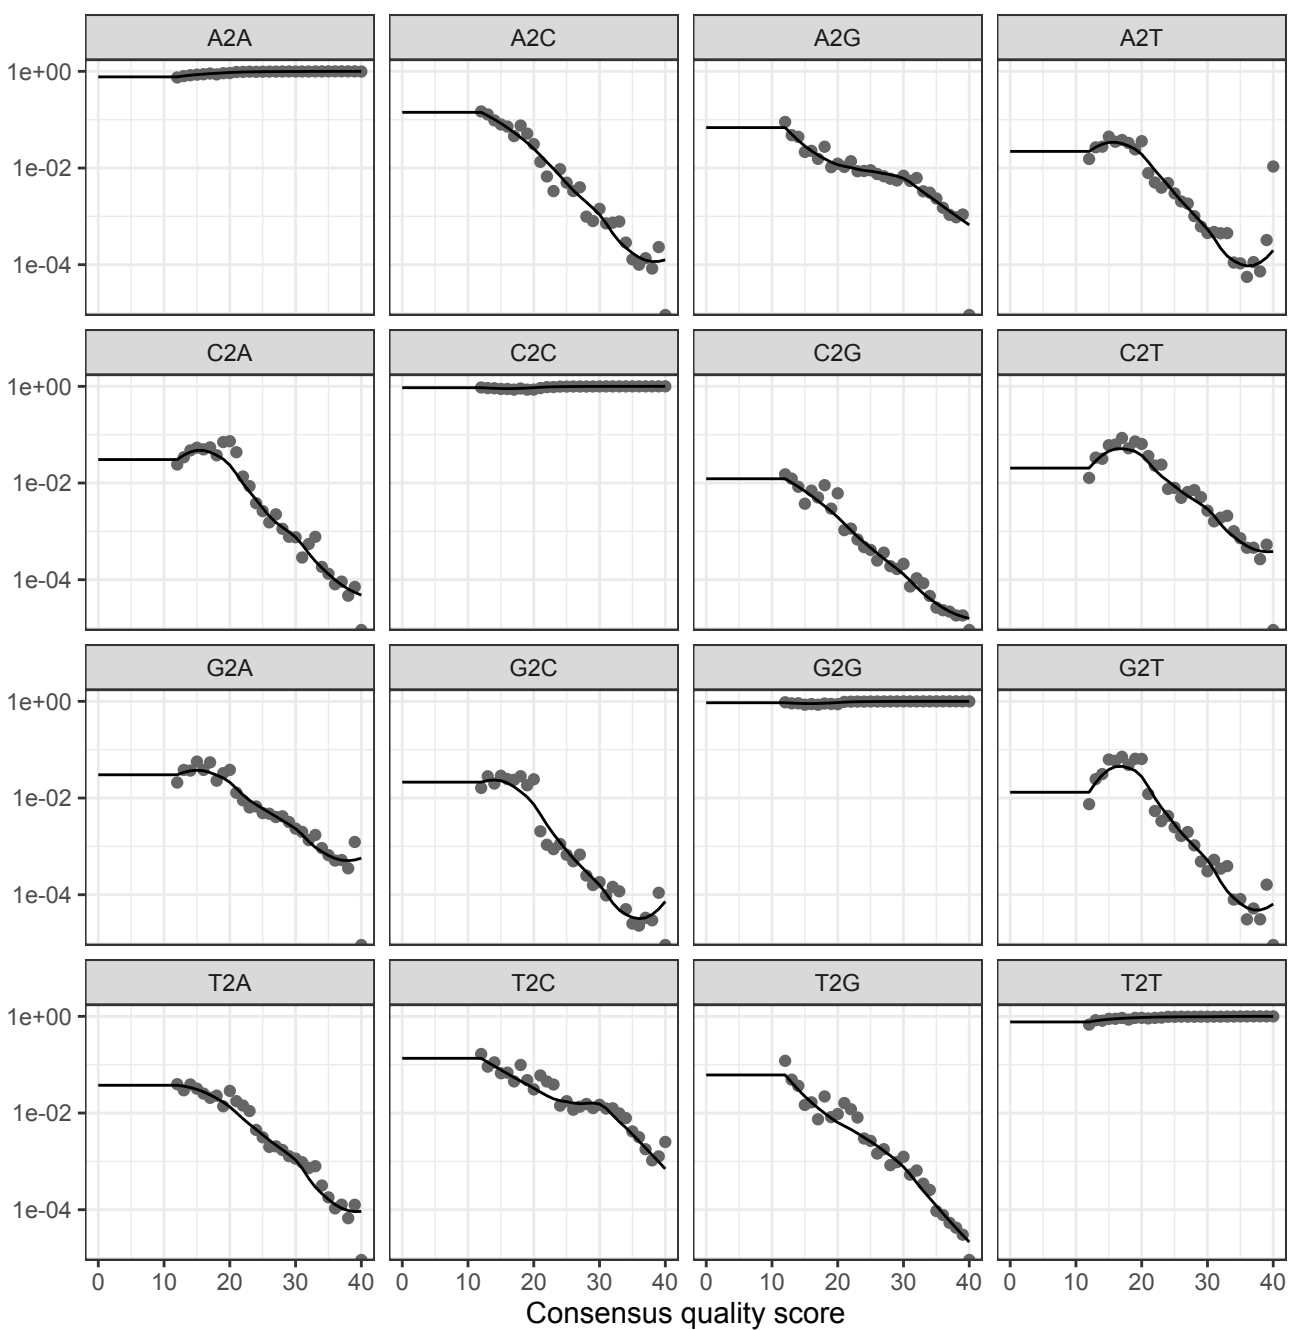 A2A A2C A2G A2T
1e+00
1e-02
1e-04
C2A C2C C2G C2T
1e+00
1e-02
1e-04
G2A G2C G2G G2T
1e+00
1e-02
1e-04
T2A T2C T2G T2T
1e+00
1e-02
1e-04
0 10 20 30 40 0 10 20 30 40 0 10 20 30 40 0 10 20 30 40
Consensus quality score